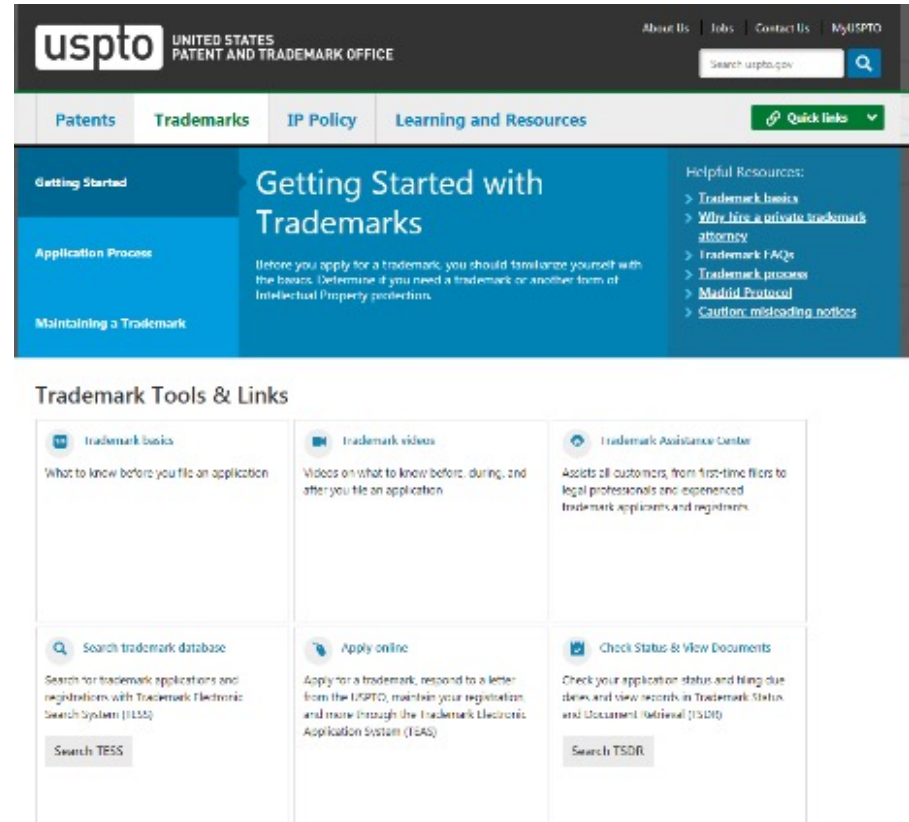 uspto UNITED STATES
PATENT AND TRADEMARK OFFICE
About Us Jobs Contact Us MyUSPTO
Search uspto.gov
Patents Trademarks IP Policy Learning and Resources Quick links
Getting Started
Application Process
Maintaining a Trademark
Getting Started with
Trademarks
Before you apply for a trademark, you should familiarize yourself with
the basics. Determine if you need a trademark or another form of
Intellectual Property protection.
Helpful Resources:
Trademark basics
Why hire a private trademark
attorney
Trademark FAQs
Trademark process
Madrid Protocol
Caution: misleading notices
Trademark Tools & Links
Trademark basics
What to know before you file an application
Trademark videos
Videos on what to know before, during, and
after you file an application
Trademark Assistance Center
Assists all customers, from first-time filers to
legal professionals and experienced
trademark applicants and registrants
Search trademark database
Search for trademark applications and
registrations with Trademark Electronic
Search System (TESS)
Search TESS
Apply online
Apply for a trademark, respond to a letter
from the USPTO, maintain your registration,
and more through the Trademark Electronic
Application System (TEAS)
Check Status & View Documents
Check your application status and filing due
dates and view records in Trademark Status
and Document Retrieval (TSDR)
Search TSDR